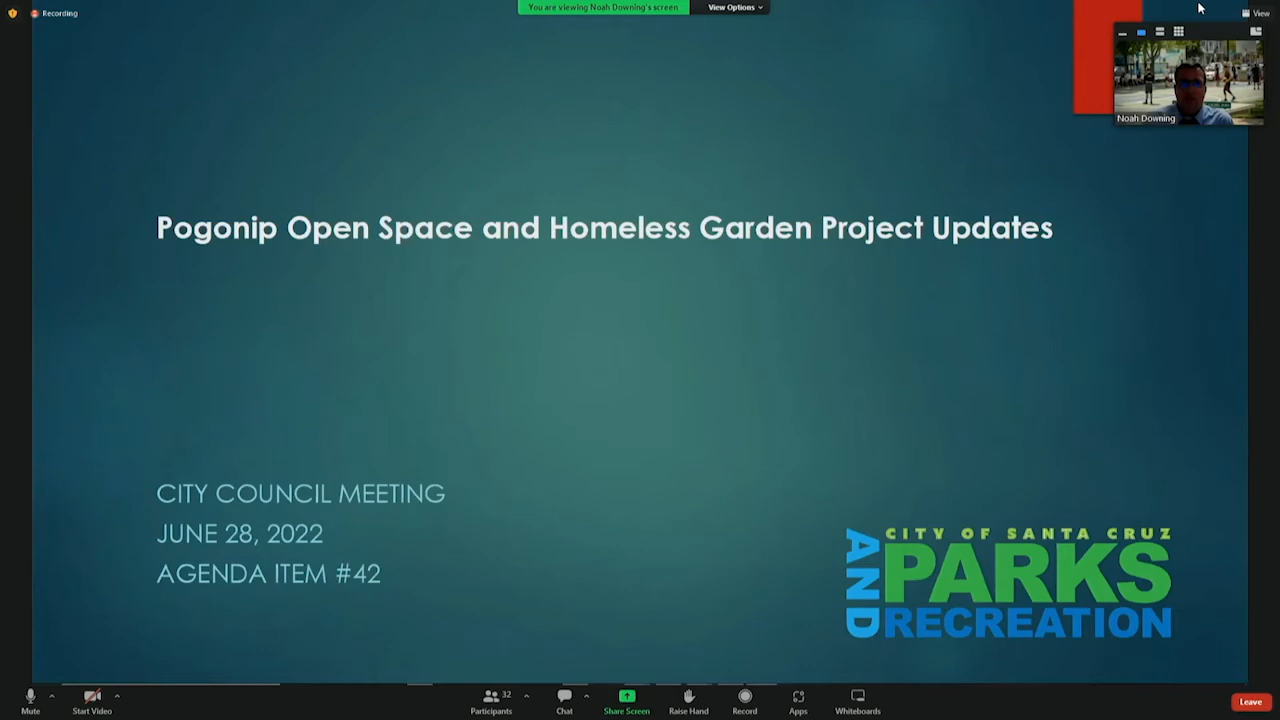 Recording
You are viewing Noah Downing's screen
View Options
View
Noah Downing
Pogonip Open Space and Homeless Garden Project Updates
CITY COUNCIL MEETING
JUNE 28, 2022
AGENDA ITEM #42
CITY OF SANTA CRUZ
AND
PARKS
RECREATION
Mute
Start Video
32
Participants
Chat
Share Screen
Raise Hand
Record
Apps
Whiteboards
Leave